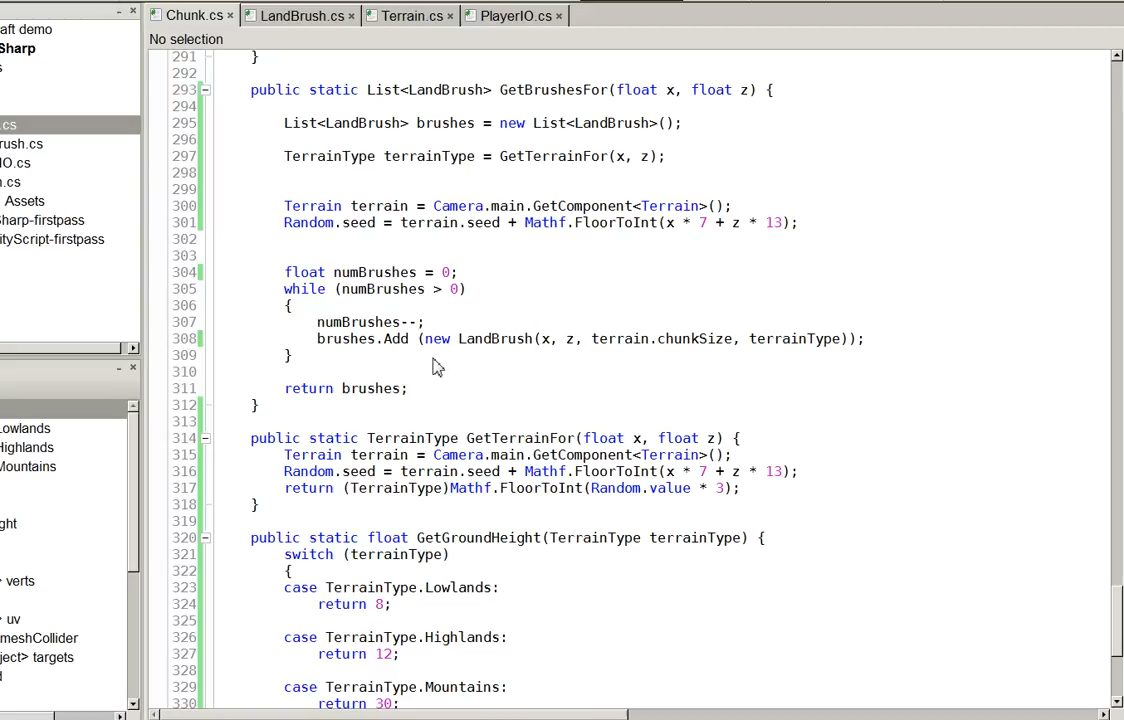 Chunk.cs × LandBrush.cs × Terrain.cs × PlayerIO.cs ×
No selection
aft demo
Sharp
s
.cs
rush.cs
IO.cs
n.cs
Assets
Sharp-firstpass
ityScript-firstpass
owlands
Highlands
Mountains
ght
> verts
> uv
meshCollider
ject> targets
d
291 }
292
293 public static List<LandBrush> GetBrushesFor(float x, float z) {
294
295 List<LandBrush> brushes = new List<LandBrush>();
296
297 TerrainType terrainType = GetTerrainFor(x, z);
298
299
300 Terrain terrain = Camera.main.GetComponent<Terrain>();
301 Random.seed = terrain.seed + Mathf.FloorToInt(x * 7 + z * 13);
302
303
304 float numBrushes = 0;
305 while (numBrushes > 0)
306 {
307 numBrushes--;
308 brushes.Add (new LandBrush(x, z, terrain.chunkSize, terrainType));
309 }
310
311 return brushes;
312 }
313
314 public static TerrainType GetTerrainFor(float x, float z) {
315 Terrain terrain = Camera.main.GetComponent<Terrain>();
316 Random.seed = terrain.seed + Mathf.FloorToInt(x * 7 + z * 13);
317 return (TerrainType)Mathf.FloorToInt(Random.value * 3);
318 }
319
320 public static float GetGroundHeight(TerrainType terrainType) {
321 switch (terrainType)
322 {
323 case TerrainType.Lowlands:
324 return 8;
325
326 case TerrainType.Highlands:
327 return 12;
328
329 case TerrainType.Mountains:
330 return 30;